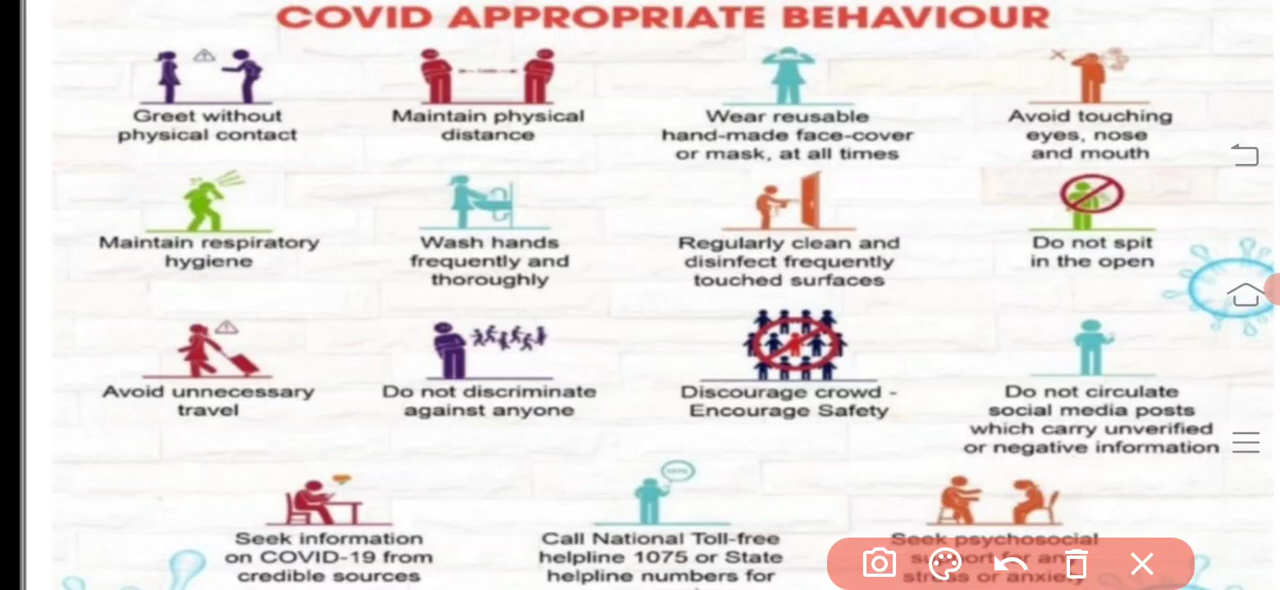 COVID APPROPRIATE BEHAVIOUR
Greet without
physical contact
Maintain physical
distance
Wear reusable
hand-made face-cover
or mask, at all times
Avoid touching
eyes, nose
and mouth
Maintain respiratory
hygiene
Wash hands
frequently and
thoroughly
Regularly clean and
disinfect frequently
touched surfaces
Do not spit
in the open
Avoid unnecessary
travel
Do not discriminate
against anyone
Discourage crowd -
Encourage Safety
Do not circulate
social media posts
which carry unverified
or negative information
Seek information
on COVID-19 from
credible sources
Call National Toll-free
helpline 1075 or State
helpline numbers for
Seek psychosocial
support for any
stress or anxiety